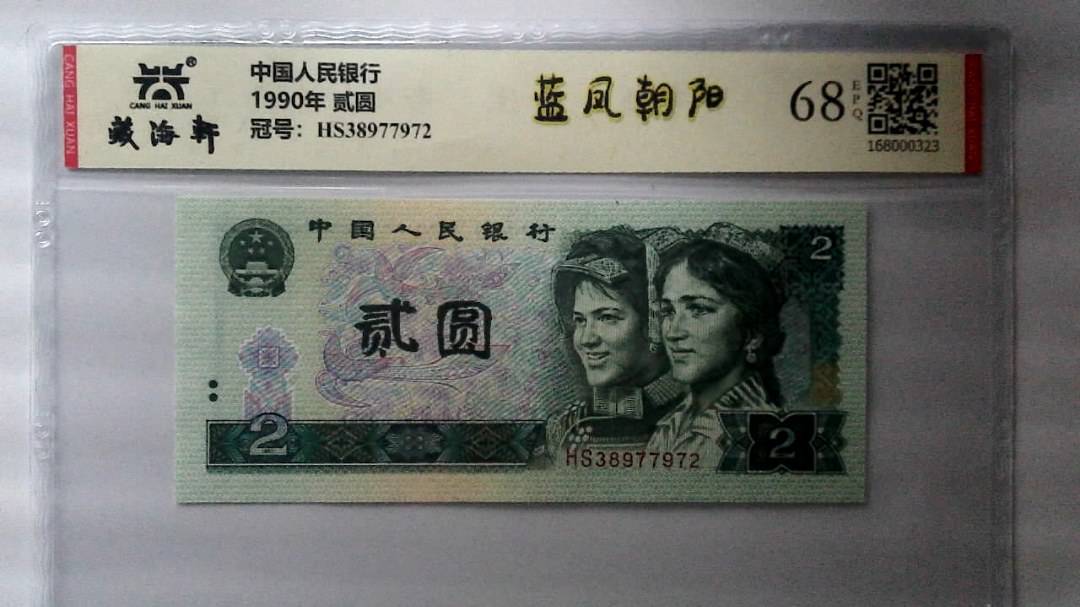 CANG HAI XUAN
CANG HAI XUAN
藏海轩
中国人民银行
1990年 贰圆
冠号：HS38977972
蓝凤朝阳
68
EPQ
168000323
中国人民银行
2
贰圆
2
HS38977972
2